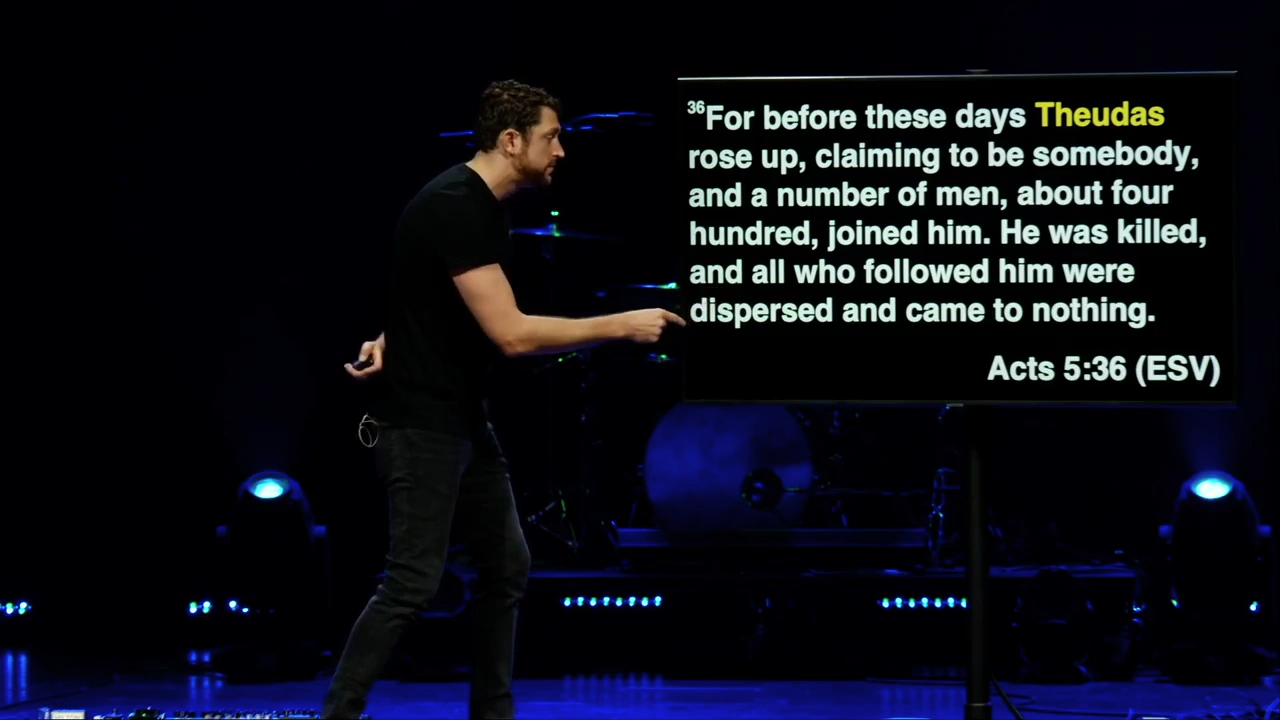 36For before these days Theudas
rose up, claiming to be somebody,
and a number of men, about four
hundred, joined him. He was killed,
and all who followed him were
dispersed and came to nothing.
Acts 5:36 (ESV)